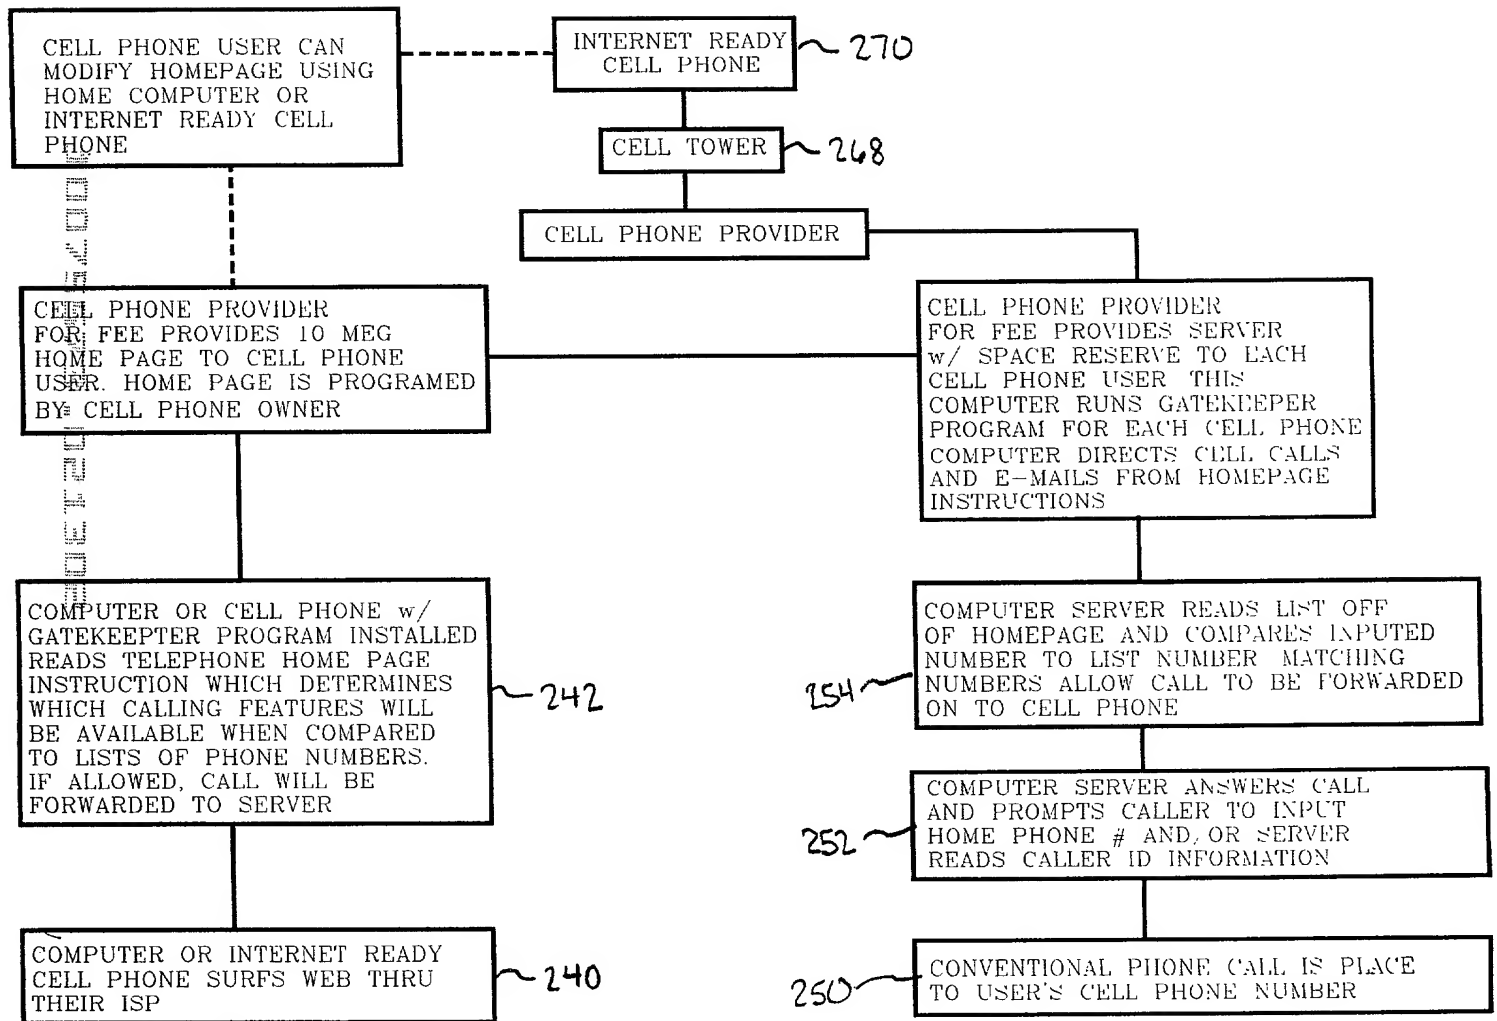 CELL PHONE USER CAN
MODIFY HOMEPAGE USING
HOME COMPUTER OR
INTERNET READY CELL
PHONE
INTERNET READY
CELL PHONE
270
CELL TOWER
268
CELL PHONE PROVIDER
CELL PHONE PROVIDER
FOR FEE PROVIDES 10 MEG
HOME PAGE TO CELL PHONE
USER. HOME PAGE IS PROGRAMED
BY CELL PHONE OWNER
CELL PHONE PROVIDER
FOR FEE PROVIDES SERVER
w/ SPACE RESERVE TO EACH
CELL PHONE USER THIS
COMPUTER RUNS GATEKEEPER
PROGRAM FOR EACH CELL PHONE
COMPUTER DIRECTS CELL CALLS
AND E-MAILS FROM HOMEPAGE
INSTRUCTIONS
COMPUTER OR CELL PHONE w/
GATEKEEPTER PROGRAM INSTALLED
READS TELEPHONE HOME PAGE
INSTRUCTION WHICH DETERMINES
WHICH CALLING FEATURES WILL
BE AVAILABLE WHEN COMPARED
TO LISTS OF PHONE NUMBERS.
IF ALLOWED, CALL WILL BE
FORWARDED TO SERVER
242
COMPUTER SERVER READS LIST OFF
OF HOMEPAGE AND COMPARES INPUTED
NUMBER TO LIST NUMBER MATCHING
NUMBERS ALLOW CALL TO BE FORWARDED
ON TO CELL PHONE
254
COMPUTER SERVER ANSWERS CALL
AND PROMPTS CALLER TO INPUT
HOME PHONE # AND/OR SERVER
READS CALLER ID INFORMATION
252
COMPUTER OR INTERNET READY
CELL PHONE SURFS WEB THRU
THEIR ISP
240
CONVENTIONAL PHONE CALL IS PLACE
TO USER'S CELL PHONE NUMBER
250